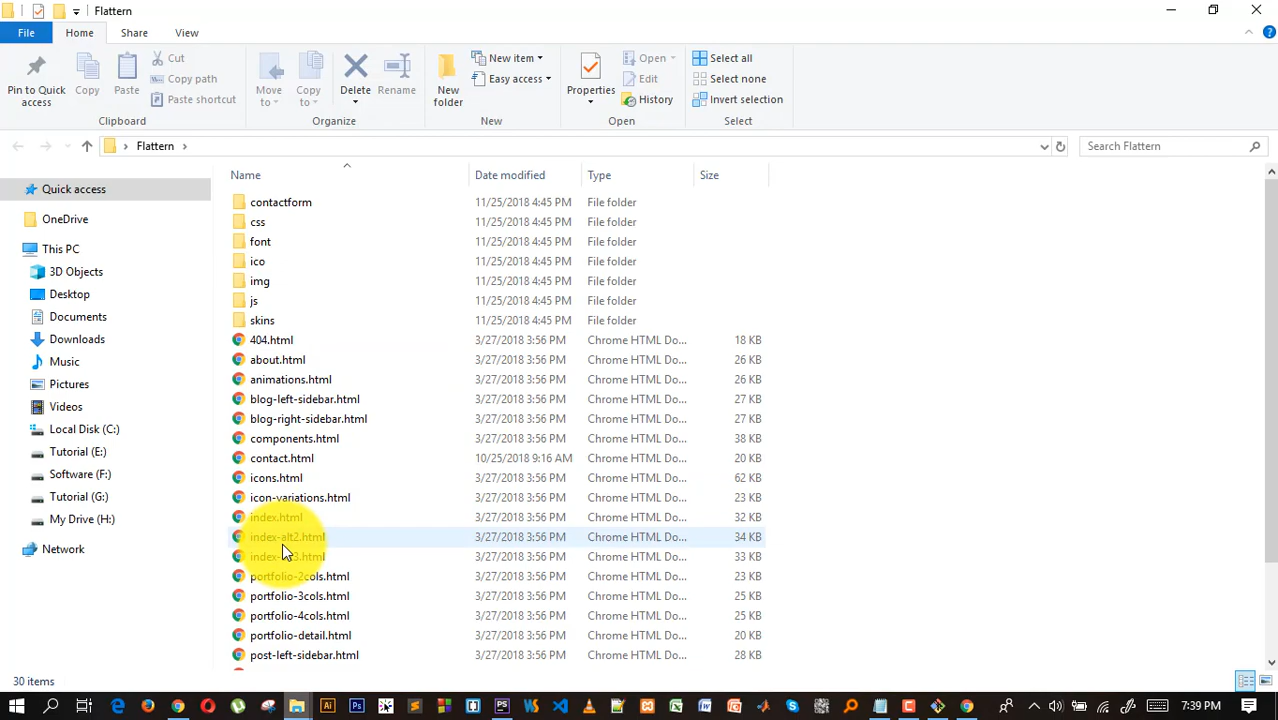 Flattern
File Home Share View
Pin to Quick access
Copy
Paste
Cut
Copy path
Paste shortcut
Clipboard
Move to
Copy to
Delete
Rename
Organize
New folder
New item
Easy access
New
Properties
Open
Edit
History
Open
Select all
Select none
Invert selection
Select
Flattern
Search Flattern
Quick access
OneDrive
This PC
3D Objects
Desktop
Documents
Downloads
Music
Pictures
Videos
Local Disk (C:)
Tutorial (E:)
Software (F:)
Tutorial (G:)
My Drive (H:)
Network
Name Date modified Type Size
contactform 11/25/2018 4:45 PM File folder
css 11/25/2018 4:45 PM File folder
font 11/25/2018 4:45 PM File folder
ico 11/25/2018 4:45 PM File folder
img 11/25/2018 4:45 PM File folder
js 11/25/2018 4:45 PM File folder
skins 11/25/2018 4:45 PM File folder
404.html 3/27/2018 3:56 PM Chrome HTML Do... 18 KB
about.html 3/27/2018 3:56 PM Chrome HTML Do... 26 KB
animations.html 3/27/2018 3:56 PM Chrome HTML Do... 26 KB
blog-left-sidebar.html 3/27/2018 3:56 PM Chrome HTML Do... 27 KB
blog-right-sidebar.html 3/27/2018 3:56 PM Chrome HTML Do... 27 KB
components.html 3/27/2018 3:56 PM Chrome HTML Do... 38 KB
contact.html 10/25/2018 9:16 AM Chrome HTML Do... 20 KB
icons.html 3/27/2018 3:56 PM Chrome HTML Do... 62 KB
icon-variations.html 3/27/2018 3:56 PM Chrome HTML Do... 23 KB
index.html 3/27/2018 3:56 PM Chrome HTML Do... 32 KB
index-alt2.html 3/27/2018 3:56 PM Chrome HTML Do... 34 KB
3/27/2018 3:56 PM Chrome HTML Do... 33 KB
portfolio-2cols.html 3/27/2018 3:56 PM Chrome HTML Do... 23 KB
portfolio-3cols.html 3/27/2018 3:56 PM Chrome HTML Do... 25 KB
portfolio-4cols.html 3/27/2018 3:56 PM Chrome HTML Do... 25 KB
portfolio-detail.html 3/27/2018 3:56 PM Chrome HTML Do... 20 KB
post-left-sidebar.html 3/27/2018 3:56 PM Chrome HTML Do... 28 KB
30 items
7:39 PM